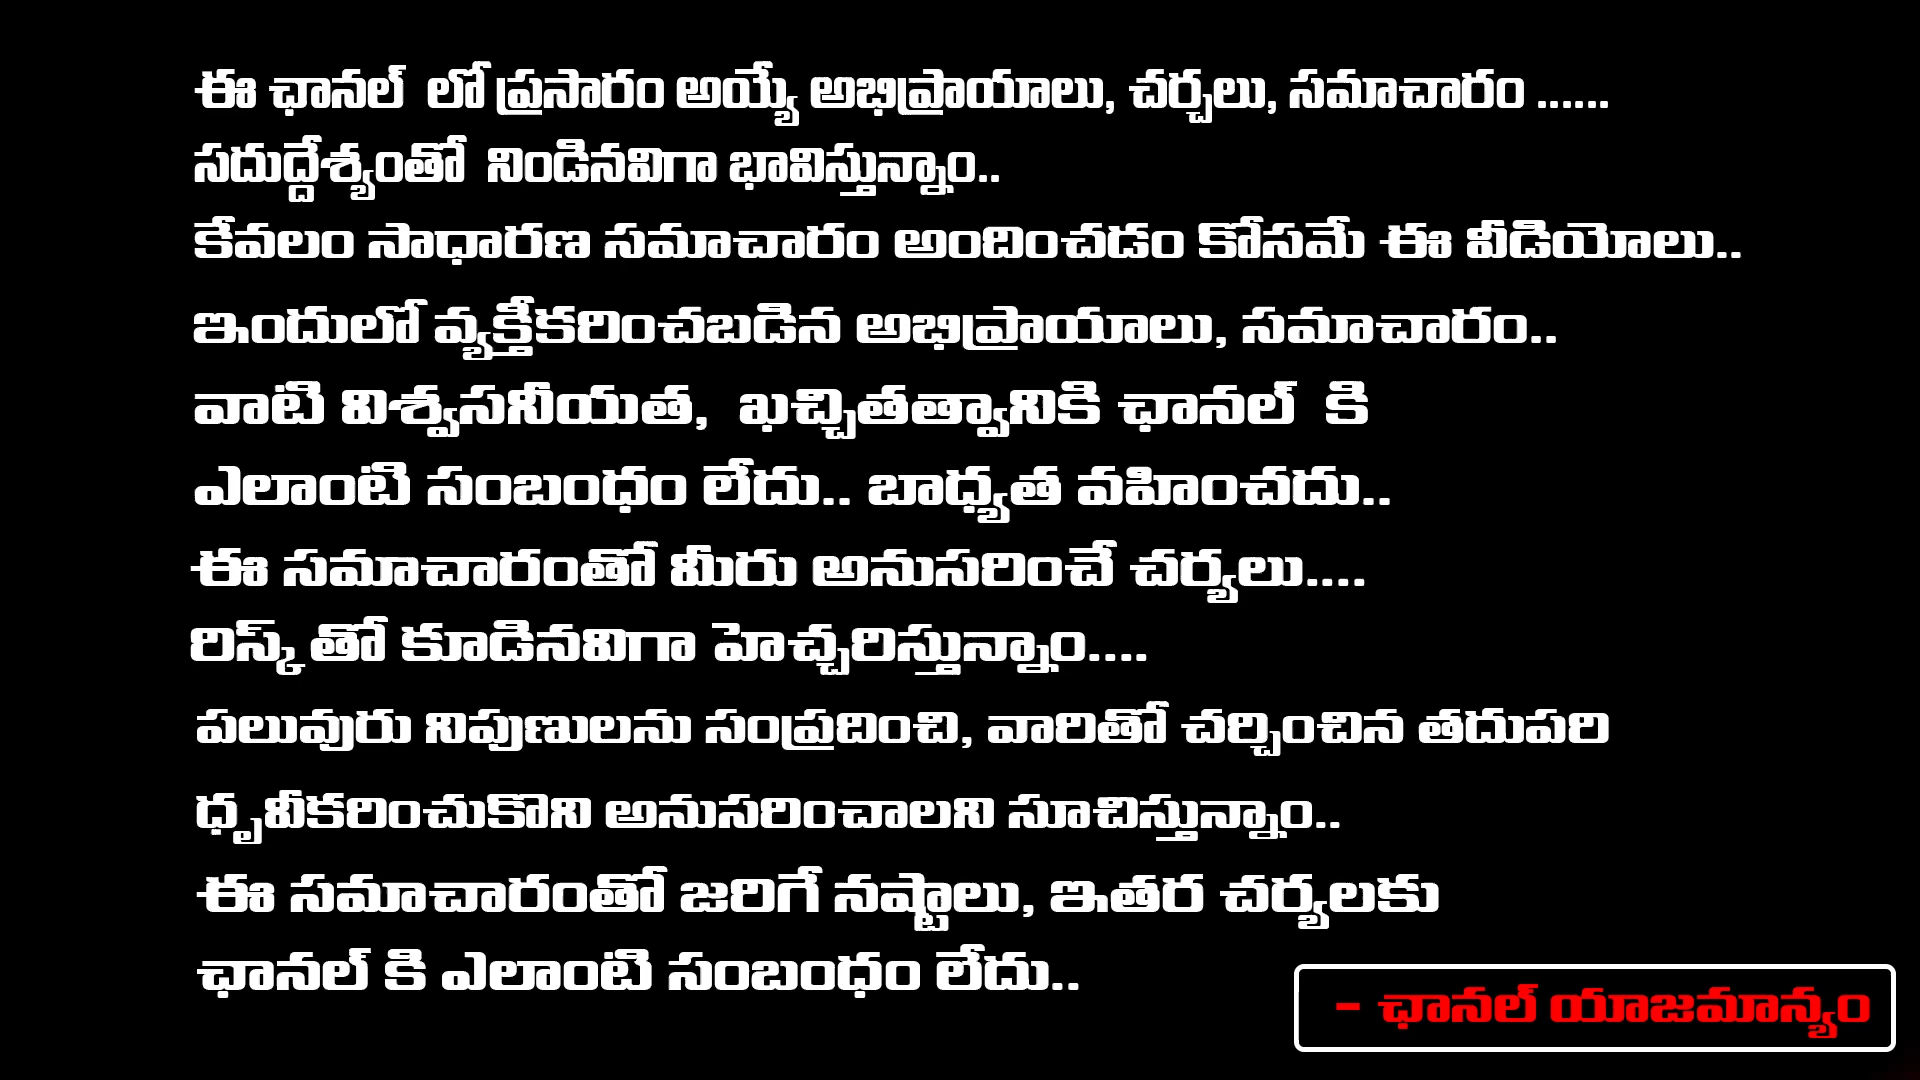 ఈ ఛానల్ లో ప్రసారం అయ్యే అభిప్రాయాలు, చర్చలు, సమాచారం ......
సదుద్దేశ్యంతో నిండినవిగా భావిస్తున్నాం..
కేవలం సాధారణ సమాచారం అందించడం కోసమే ఈ వీడియోలు..
ఇందులో వ్యక్తీకరించబడిన అభిప్రాయాలు, సమాచారం..
వాటి విశ్వసనీయత, ఖచ్చితత్వానికి ఛానల్ కి
ఎలాంటి సంబంధం లేదు.. బాధ్యత వహించదు..
ఈ సమాచారంతో మీరు అనుసరించే చర్యలు....
రిస్క్ తో కూడినవిగా హెచ్చరిస్తున్నాం....
పలువురు నిపుణులను సంప్రదించి, వారితో చర్చించిన తదుపరి
ధృవీకరించుకొని అనుసరించాలని సూచిస్తున్నాం..
ఈ సమాచారంతో జరిగే నష్టాలు, ఇతర చర్యలకు
ఛానల్ కి ఎలాంటి సంబంధం లేదు..
- ఛానల్ యాజమాన్యం